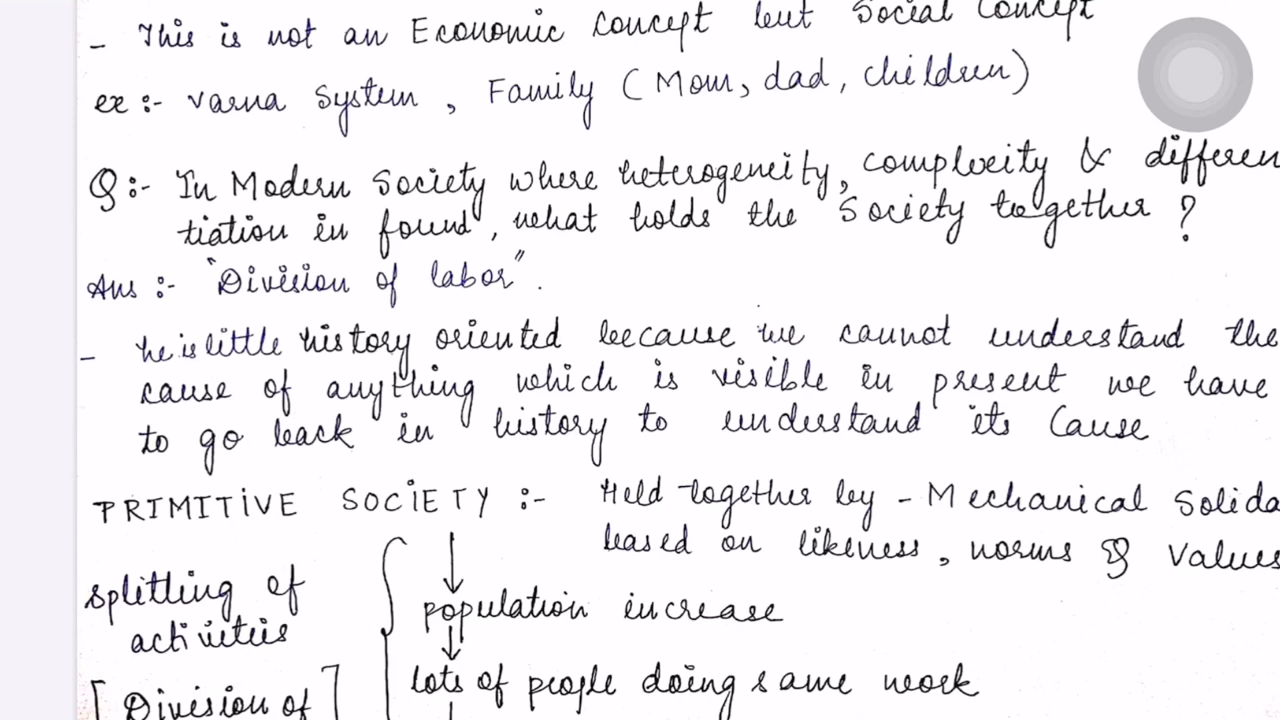 - This is not an Economic concept but Social Concept
ex :- Varna System , Family ( Mom, dad, children )
Q :- In Modern Society where heterogeneity, complexity & differen
tiation in found , what holds the Society together ?
Ans :- "Division of labor" .
- he is little history oriented because we cannot understand the
cause of anything which is visible in present we have
to go back in history to understand its Cause
PRIMITIVE SOCIETY :- Held together by - Mechanical Solida
based on likeness , norms & Values
splitting of
activities
population increase
lots of people doing same work
[ Division of ]